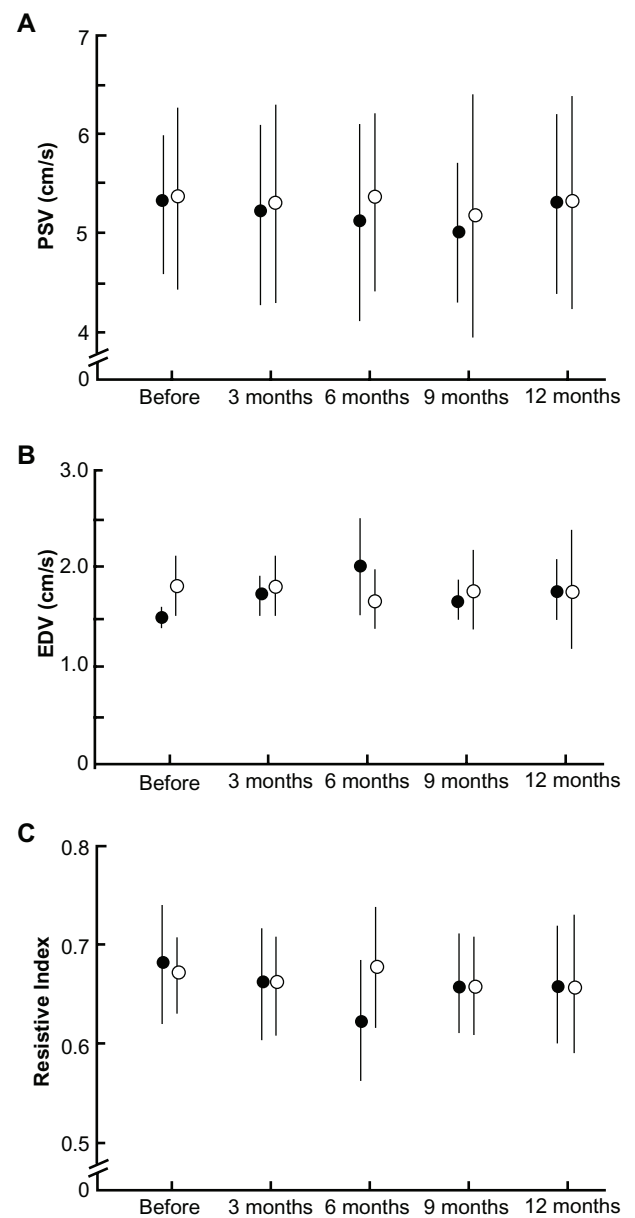 A
7
6
PSV (cm/s)
5
4
0
Before 3 months 6 months 9 months 12 months
B
3.0
2.0
EDV (cm/s)
1.0
0
Before 3 months 6 months 9 months 12 months
C
0.8
0.7
Resistive Index
0.6
0.5
0
Before 3 months 6 months 9 months 12 months